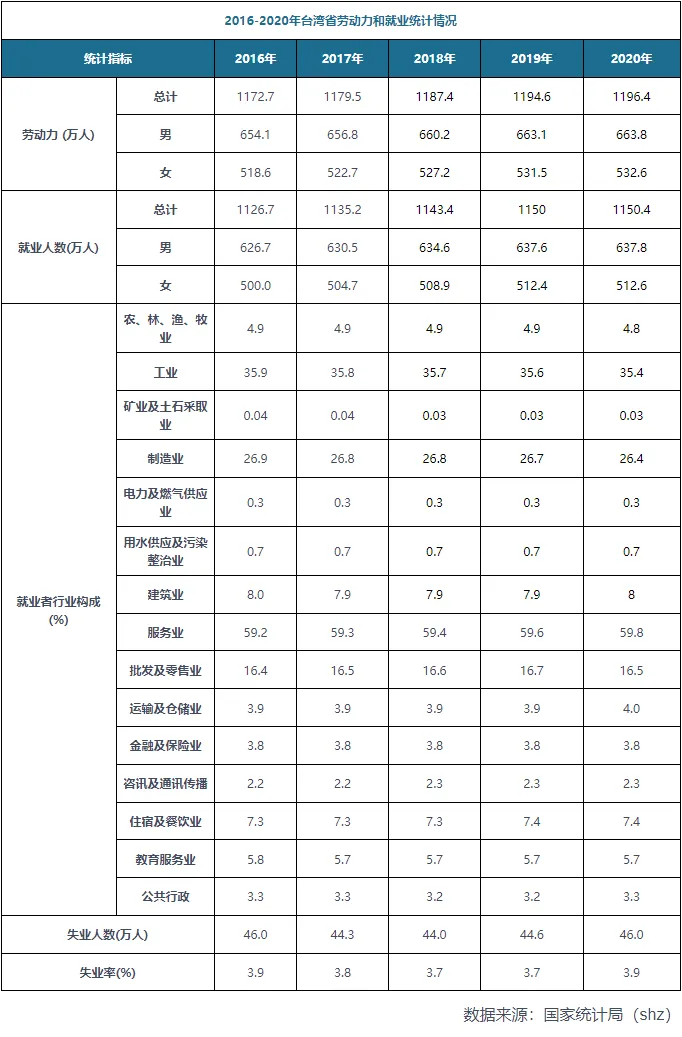 2016-2020年台湾省劳动力和就业统计情况
统计指标 2016年 2017年 2018年 2019年 2020年
劳动力 (万人) 总计 1172.7 1179.5 1187.4 1194.6 1196.4
男 654.1 656.8 660.2 663.1 663.8
女 518.6 522.7 527.2 531.5 532.6
就业人数(万人) 总计 1126.7 1135.2 1143.4 1150 1150.4
男 626.7 630.5 634.6 637.6 637.8
女 500.0 504.7 508.9 512.4 512.6
就业者行业构成
(%)
农、林、渔、牧
业 4.9 4.9 4.9 4.9 4.8
工业 35.9 35.8 35.7 35.6 35.4
矿业及土石采取
业 0.04 0.04 0.03 0.03 0.03
制造业 26.9 26.8 26.8 26.7 26.4
电力及燃气供应
业 0.3 0.3 0.3 0.3 0.3
用水供应及污染
整治业 0.7 0.7 0.7 0.7 0.7
建筑业 8.0 7.9 7.9 7.9 8
服务业 59.2 59.3 59.4 59.6 59.8
批发及零售业 16.4 16.5 16.6 16.7 16.5
运输及仓储业 3.9 3.9 3.9 3.9 4.0
金融及保险业 3.8 3.8 3.8 3.8 3.8
咨讯及通讯传播 2.2 2.2 2.3 2.3 2.3
住宿及餐饮业 7.3 7.3 7.3 7.4 7.4
教育服务业 5.8 5.7 5.7 5.7 5.7
公共行政 3.3 3.3 3.2 3.2 3.3
失业人数(万人) 46.0 44.3 44.0 44.6 46.0
失业率(%) 3.9 3.8 3.7 3.7 3.9
数据来源：国家统计局（shz）